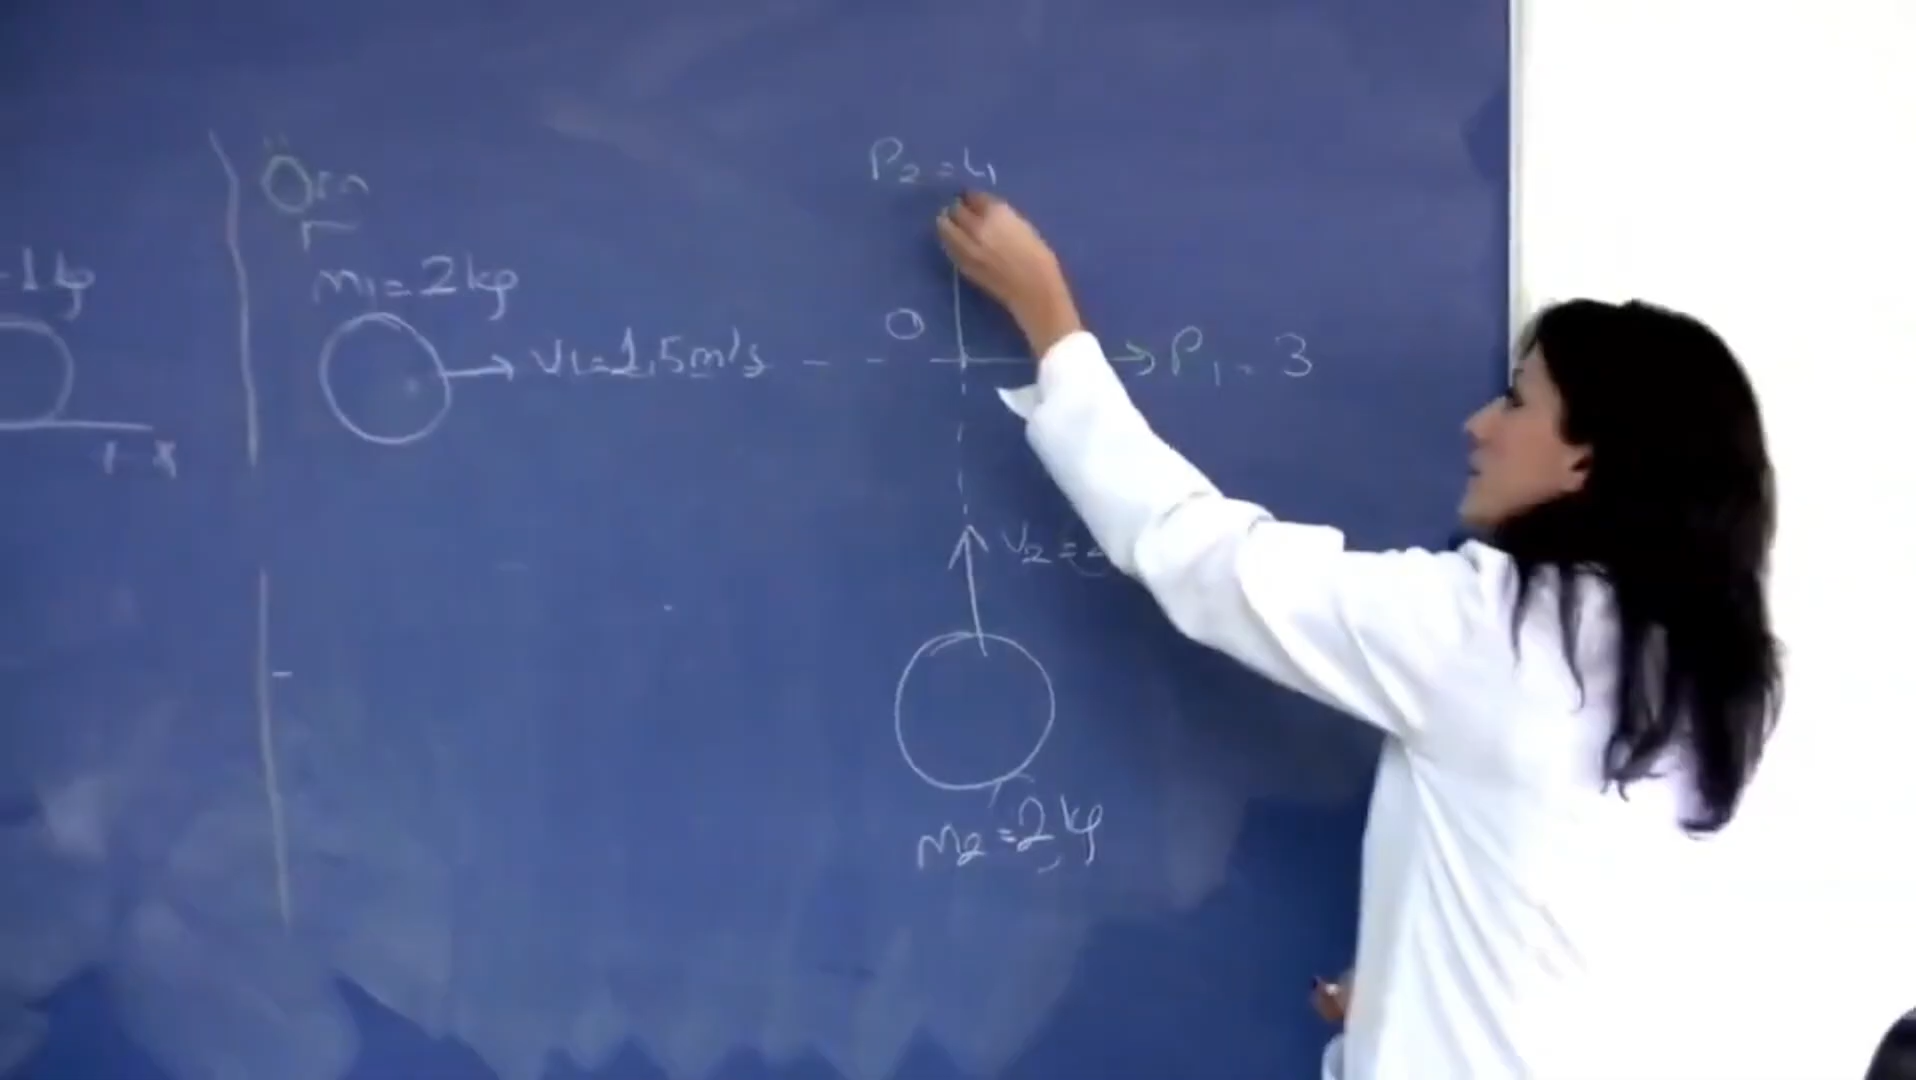 P₂ = 4
Örn
m₁ = 2 kg
O
V₁ = 1,5 m/s
P₁ = 3
+x
V₂ =
m₂ = 2 kg